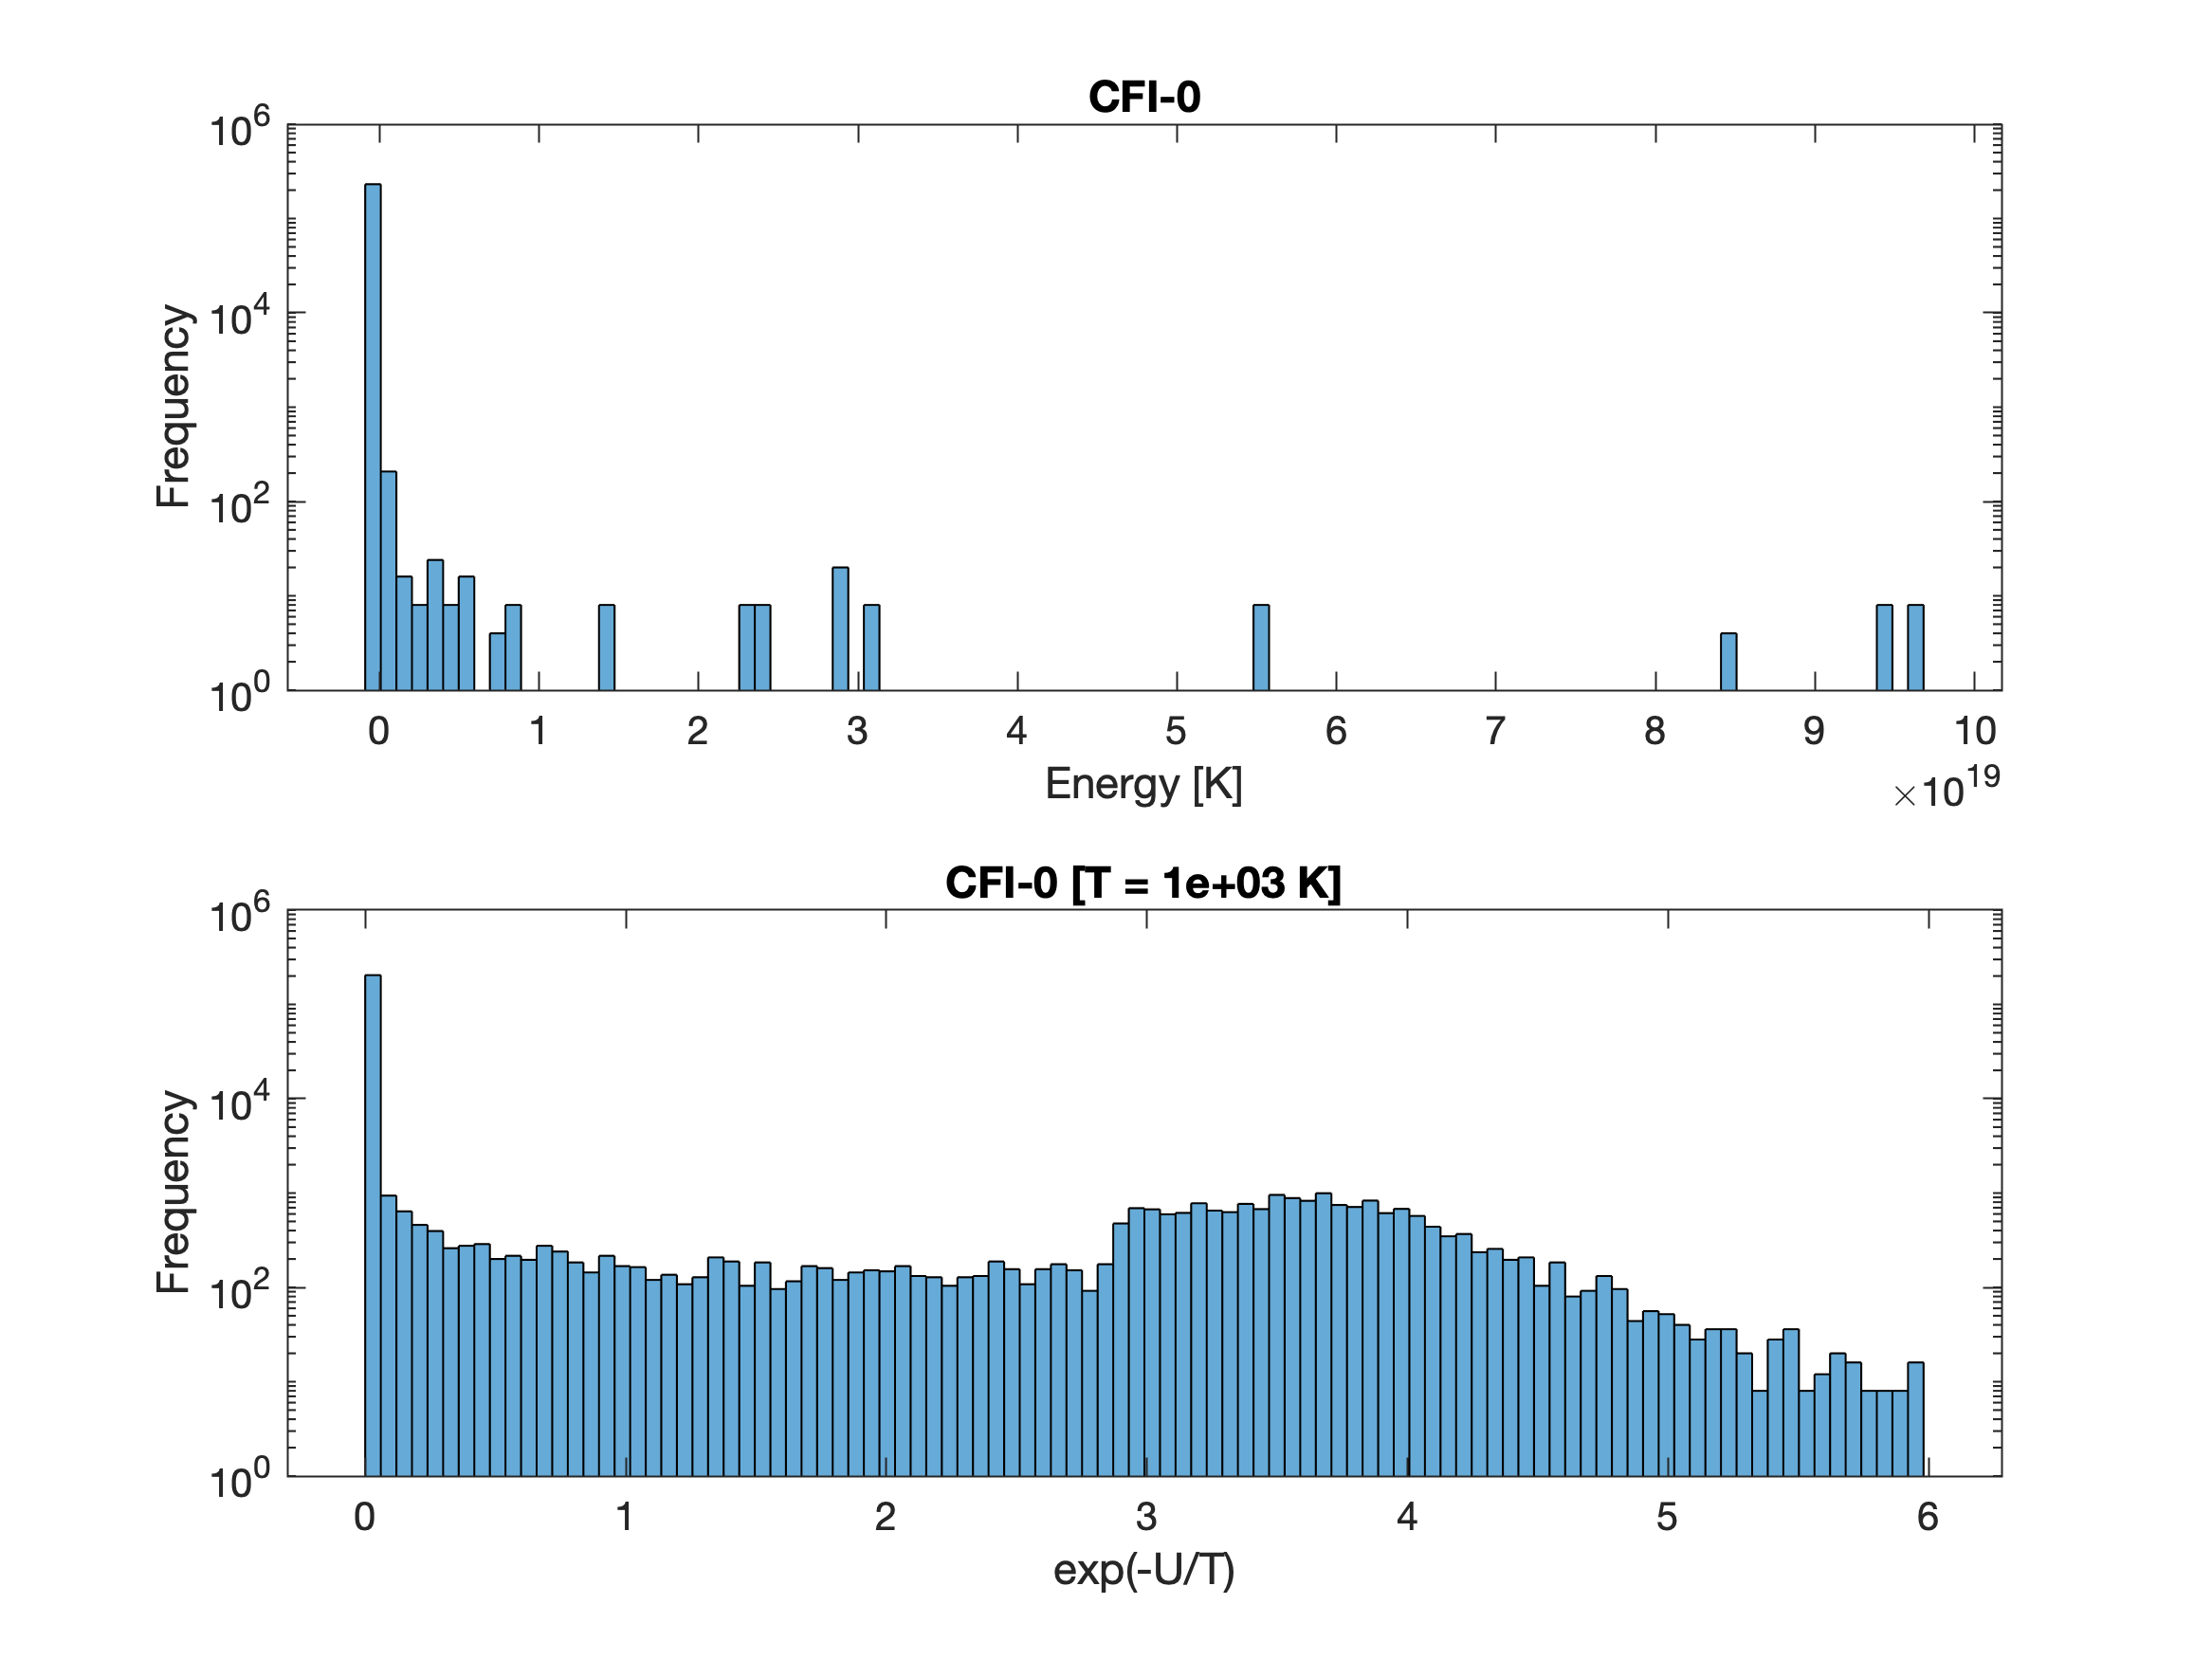 CFI-0
10^6
10^4
10^2
10^0
Frequency
0 1 2 3 4 5 6 7 8 9 10
Energy [K]
×10^19
CFI-0 [T = 1e+03 K]
10^6
10^4
10^2
10^0
Frequency
0 1 2 3 4 5 6
exp(-U/T)